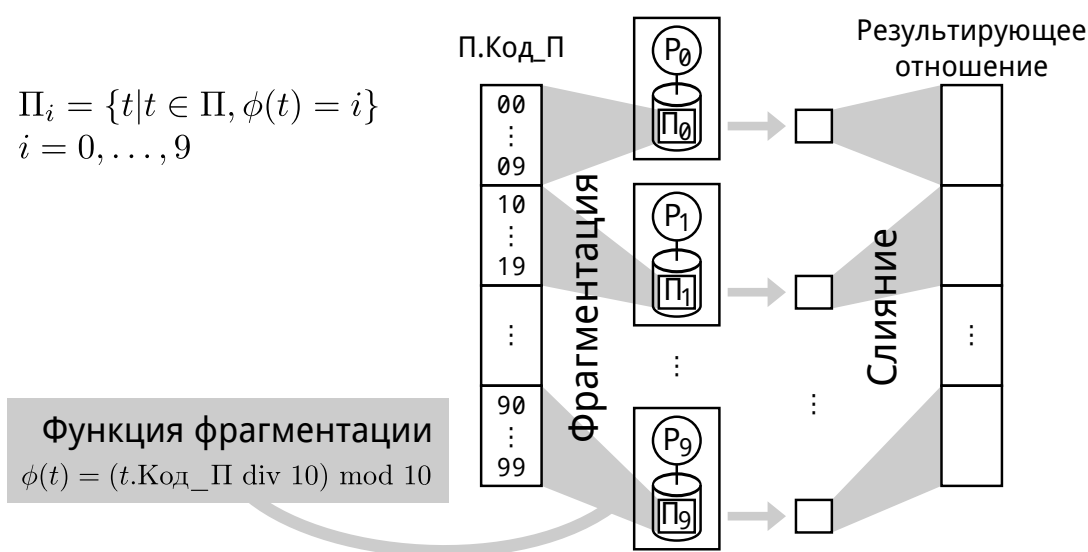 П.Код_П
Результирующее
отношение
Π_i = {t|t ∈ Π, ϕ(t) = i}
i = 0, . . . , 9
00
⋮
09
10
⋮
19
⋮
90
⋮
99
Фрагментация
P0
П0
P1
П1
⋮
P9
П9
⋮
Слияние
⋮
Функция фрагментации
ϕ(t) = (t.Код_П div 10) mod 10